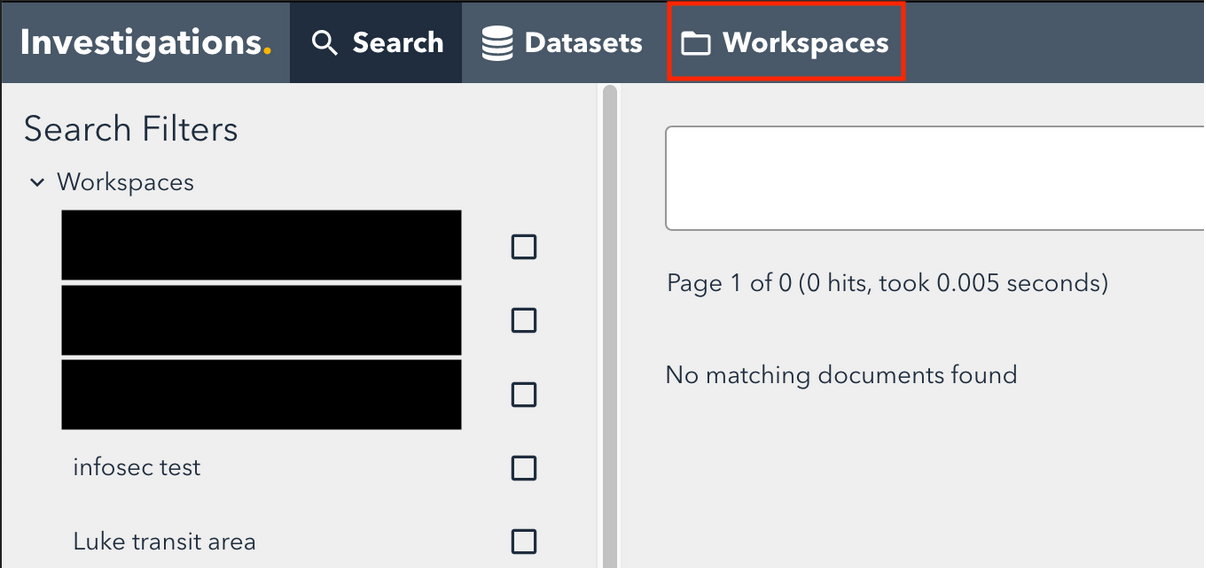 Investigations. Search Datasets Workspaces
Search Filters
Workspaces
infosec test
Luke transit area
Page 1 of 0 (0 hits, took 0.005 seconds)
No matching documents found